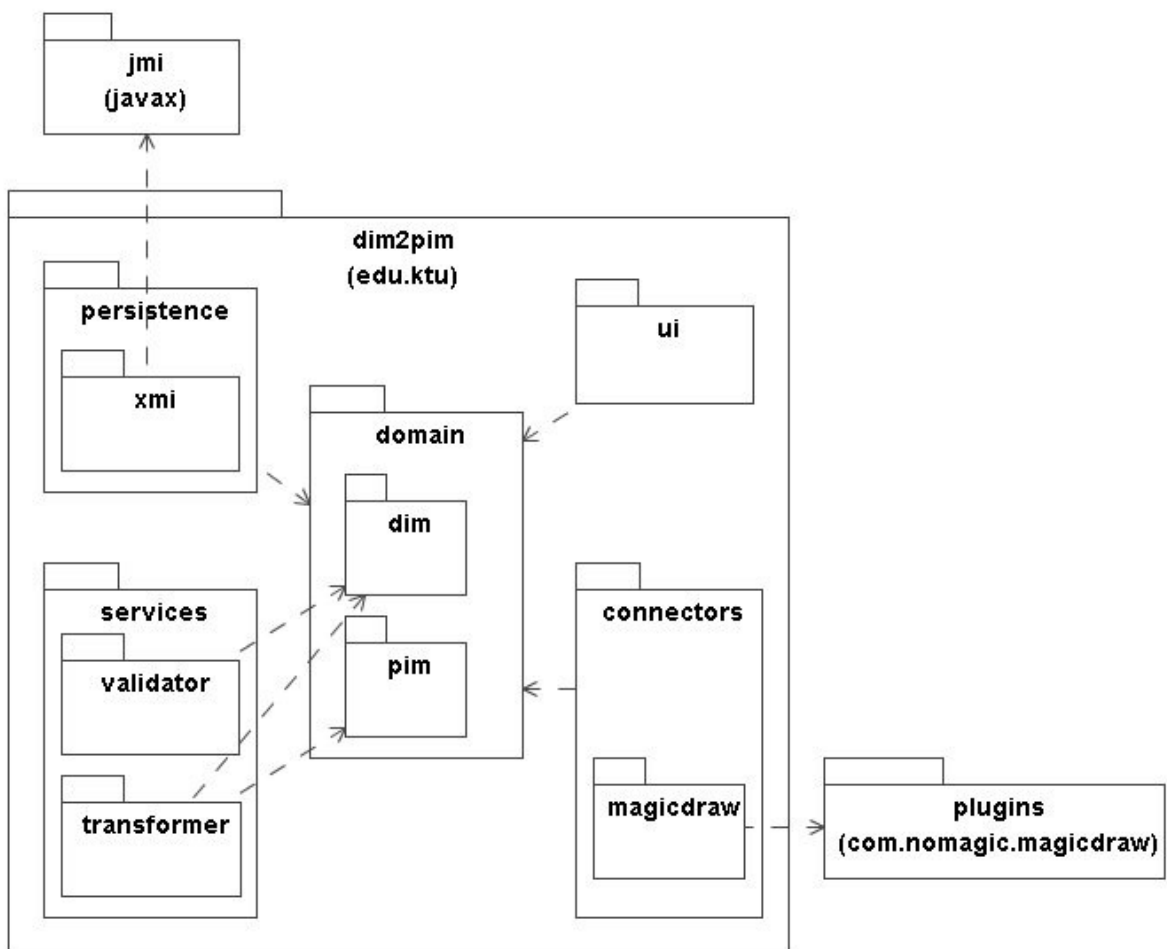 jmi
(javax)
dim2pim
(edu.ktu)
persistence
xmi
ui
domain
dim
pim
services
validator
transformer
connectors
magicdraw
plugins
(com.nomagic.magicdraw)